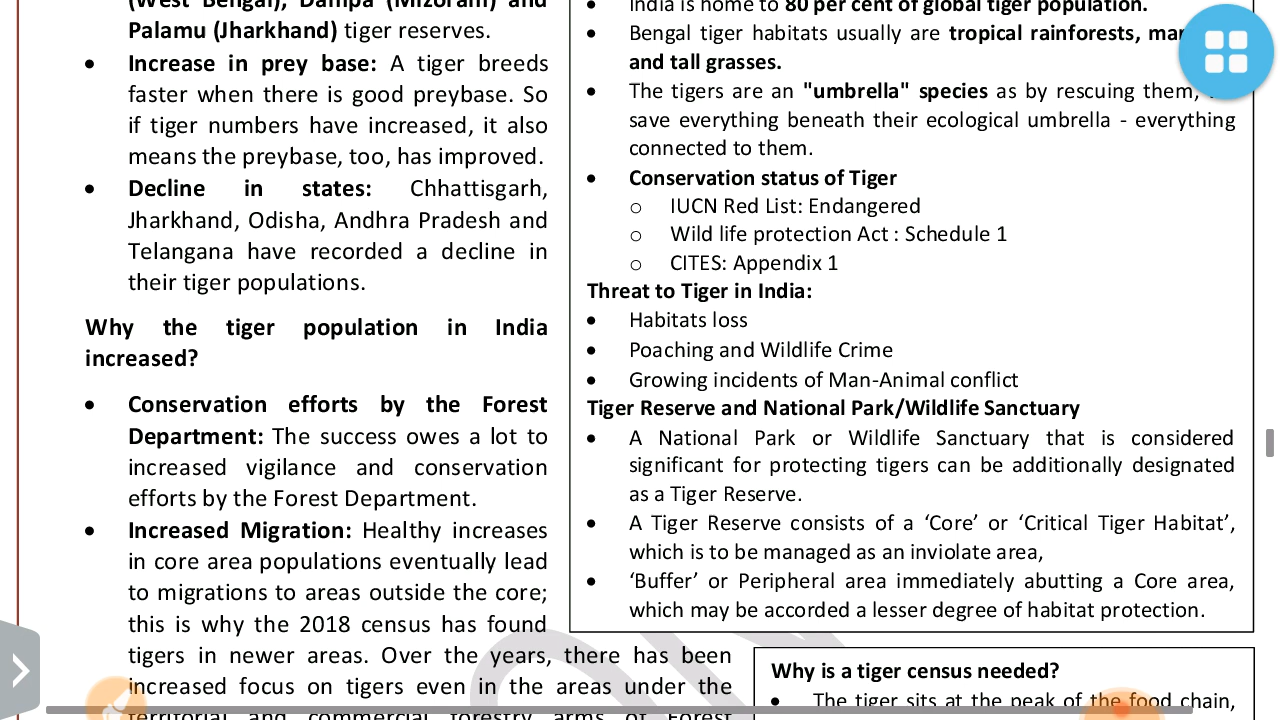 (West Bengal), Dampa (Mizoram) and
Palamu (Jharkhand) tiger reserves.
• Increase in prey base: A tiger breeds
faster when there is good preybase. So
if tiger numbers have increased, it also
means the preybase, too, has improved.
• Decline in states: Chhattisgarh,
Jharkhand, Odisha, Andhra Pradesh and
Telangana have recorded a decline in
their tiger populations.
Why the tiger population in India
increased?
• Conservation efforts by the Forest
Department: The success owes a lot to
increased vigilance and conservation
efforts by the Forest Department.
• Increased Migration: Healthy increases
in core area populations eventually lead
to migrations to areas outside the core;
this is why the 2018 census has found
tigers in newer areas. Over the years, there has been
increased focus on tigers even in the areas under the
territorial and commercial forestry arms of Forest
• India is home to 80 per cent of global tiger population.
• Bengal tiger habitats usually are tropical rainforests,
and tall grasses.
• The tigers are an "umbrella" species as by rescuing them,
save everything beneath their ecological umbrella - everything
connected to them.
• Conservation status of Tiger
o IUCN Red List: Endangered
o Wild life protection Act : Schedule 1
o CITES: Appendix 1
Threat to Tiger in India:
• Habitats loss
• Poaching and Wildlife Crime
• Growing incidents of Man-Animal conflict
Tiger Reserve and National Park/Wildlife Sanctuary
• A National Park or Wildlife Sanctuary that is considered
significant for protecting tigers can be additionally designated
as a Tiger Reserve.
• A Tiger Reserve consists of a ‘Core’ or ‘Critical Tiger Habitat’,
which is to be managed as an inviolate area,
• ‘Buffer’ or Peripheral area immediately abutting a Core area,
which may be accorded a lesser degree of habitat protection.
Why is a tiger census needed?
• The tiger sits at the peak of the food chain,